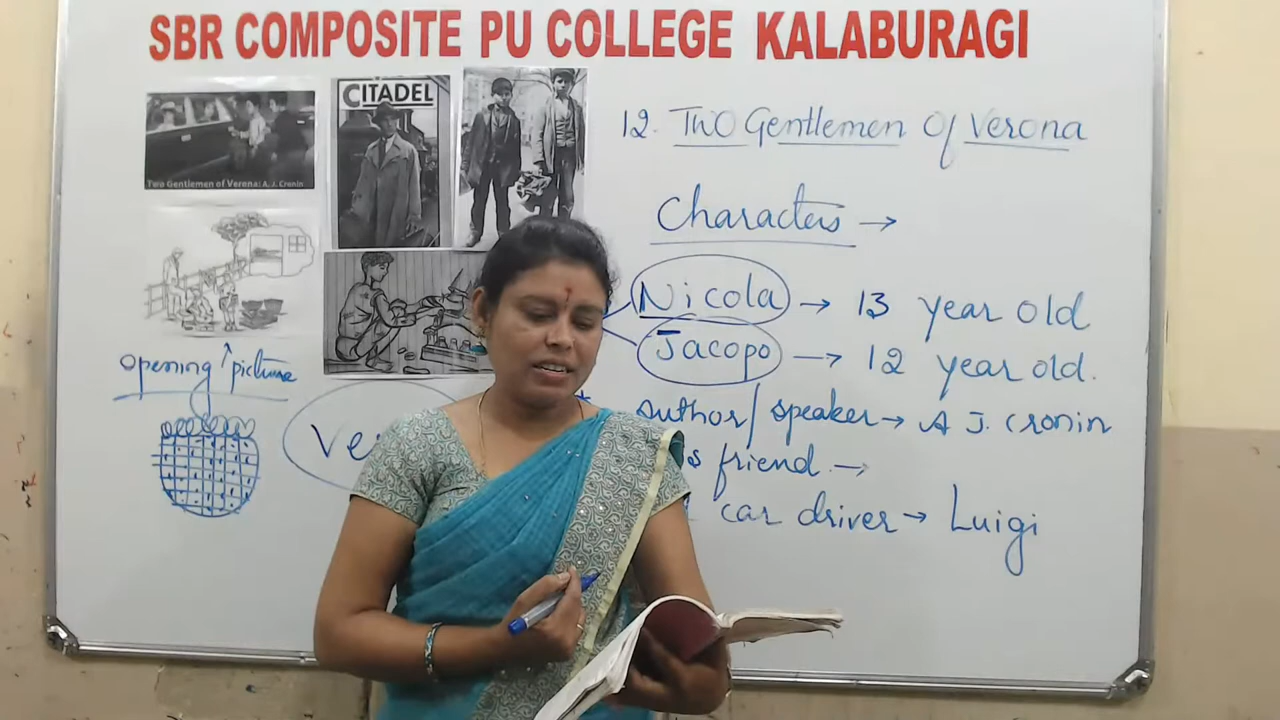 SBR COMPOSITE PU COLLEGE KALABURAGI
CITADEL
Two Gentlemen of Verona: A. J. Cronin
12. Two Gentlemen Of Verona
Characters →
Nicola → 13 year old
Jacopo → 12 year old.
author/speaker → A J. Cronin
friend →
car driver → Luigi
opening picture